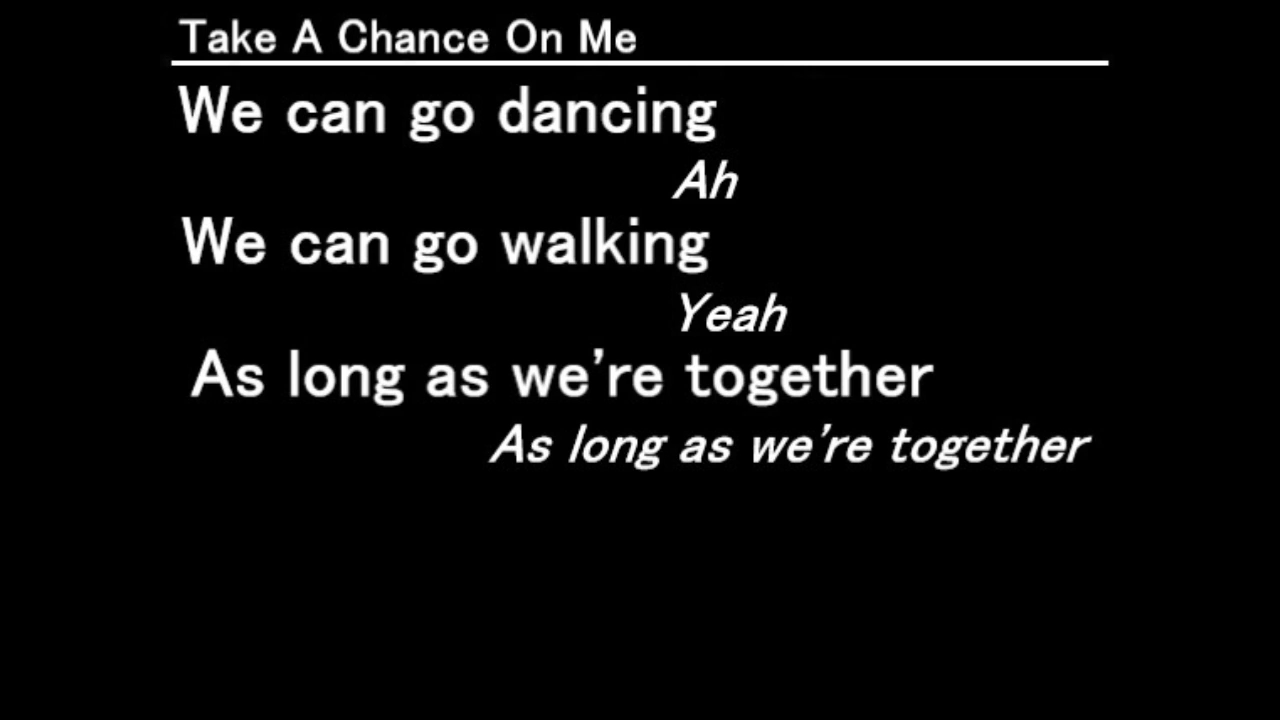 Take A Chance On Me
We can go dancing
Ah
We can go walking
Yeah
As long as we're together
As long as we're together